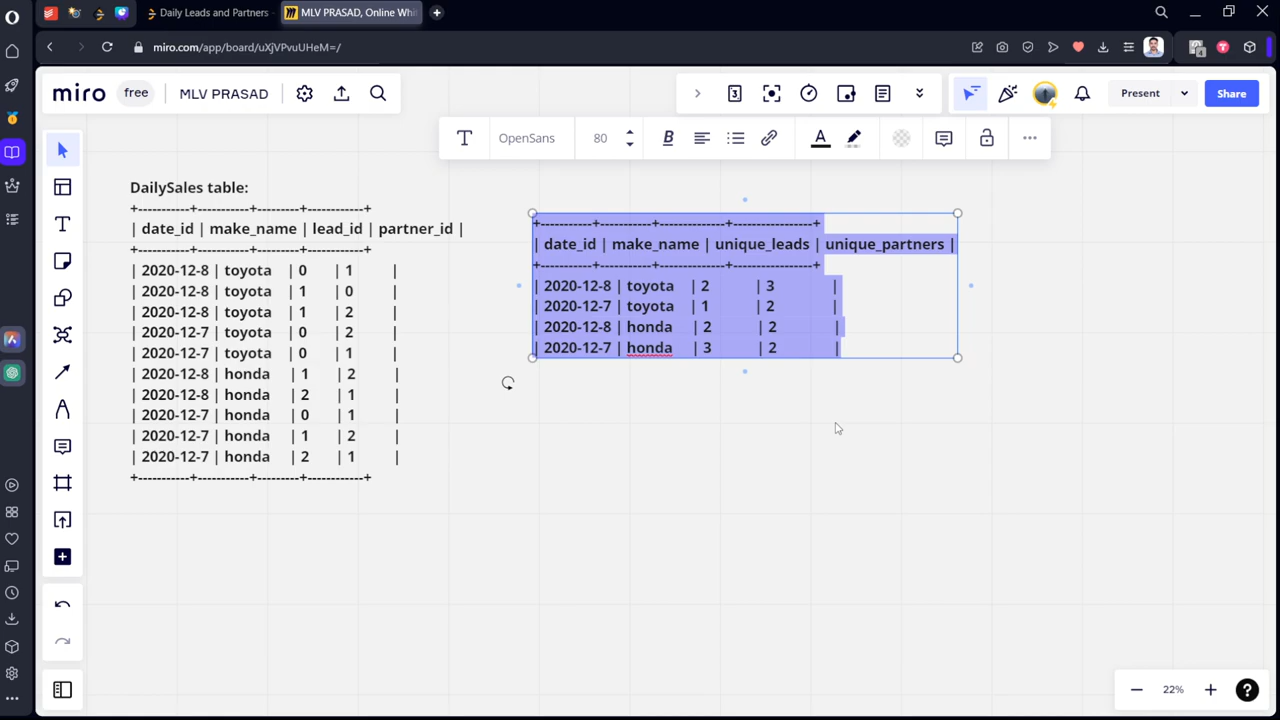 Daily Leads and Partners
MLV PRASAD, Online Whi
miro.com/app/board/uXjVPvuUHeM=/
miro
free
MLV PRASAD
3
Present
Share
T
OpenSans
80
B
A
DailySales table:
+-----------+-----------+---------+------------+
| date_id | make_name | lead_id | partner_id |
+-----------+-----------+---------+------------+
| 2020-12-8 | toyota | 0 | 1 |
| 2020-12-8 | toyota | 1 | 0 |
| 2020-12-8 | toyota | 1 | 2 |
| 2020-12-7 | toyota | 0 | 2 |
| 2020-12-7 | toyota | 0 | 1 |
| 2020-12-8 | honda | 1 | 2 |
| 2020-12-8 | honda | 2 | 1 |
| 2020-12-7 | honda | 0 | 1 |
| 2020-12-7 | honda | 1 | 2 |
| 2020-12-7 | honda | 2 | 1 |
+-----------+-----------+---------+------------+
+-----------+-----------+--------------+-----------------+
| date_id | make_name | unique_leads | unique_partners |
+-----------+-----------+--------------+-----------------+
| 2020-12-8 | toyota | 2 | 3 |
| 2020-12-7 | toyota | 1 | 2 |
| 2020-12-8 | honda | 2 | 2 |
| 2020-12-7 | honda | 3 | 2 |
22%
?